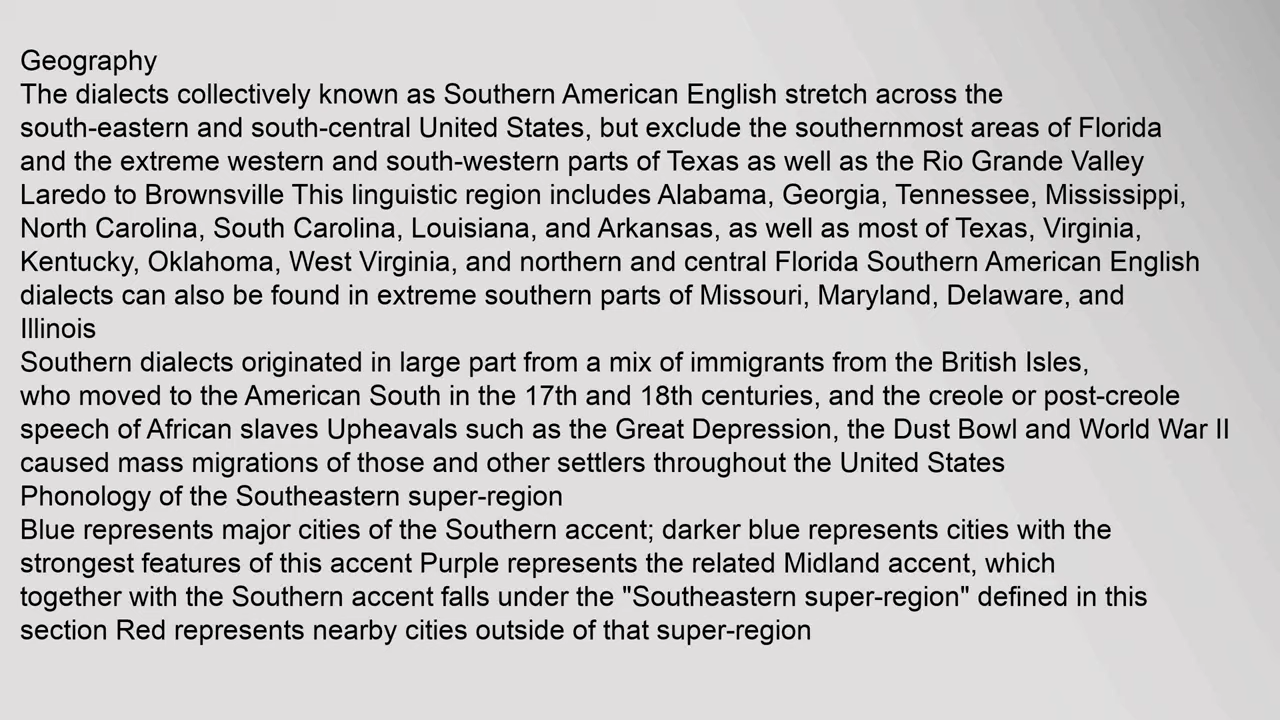 Geography
The dialects collectively known as Southern American English stretch across the
south-eastern and south-central United States, but exclude the southernmost areas of Florida
and the extreme western and south-western parts of Texas as well as the Rio Grande Valley
Laredo to Brownsville This linguistic region includes Alabama, Georgia, Tennessee, Mississippi,
North Carolina, South Carolina, Louisiana, and Arkansas, as well as most of Texas, Virginia,
Kentucky, Oklahoma, West Virginia, and northern and central Florida Southern American English
dialects can also be found in extreme southern parts of Missouri, Maryland, Delaware, and
Illinois
Southern dialects originated in large part from a mix of immigrants from the British Isles,
who moved to the American South in the 17th and 18th centuries, and the creole or post-creole
speech of African slaves Upheavals such as the Great Depression, the Dust Bowl and World War II
caused mass migrations of those and other settlers throughout the United States
Phonology of the Southeastern super-region
Blue represents major cities of the Southern accent; darker blue represents cities with the
strongest features of this accent Purple represents the related Midland accent, which
together with the Southern accent falls under the "Southeastern super-region" defined in this
section Red represents nearby cities outside of that super-region